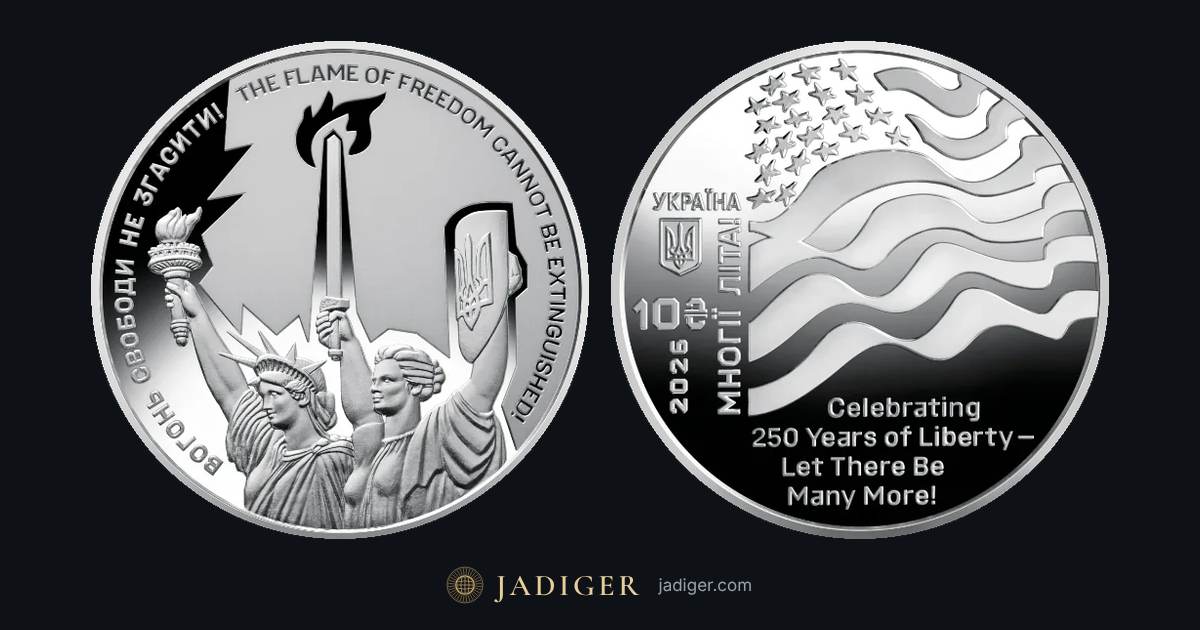 ВОГОНЬ СВОБОДИ НЕ ЗГАСИТИ!
THE FLAME OF FREEDOM CANNOT BE EXTINGUISHED!
УКРАЇНА
10₴
2026
МНОГІЇ ЛІТА!
Celebrating
250 Years of Liberty –
Let There Be
Many More!
JADIGER jadiger.com